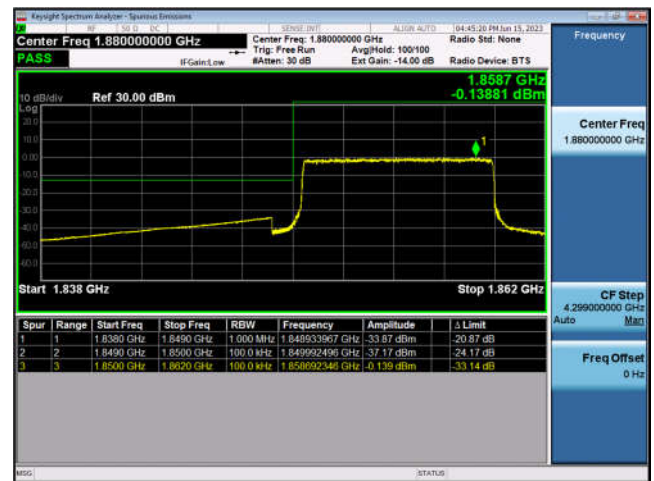 Keysight Spectrum Analyzer - Spurious Emissions
RF 50 Ω DC SENSE:INT ALIGN AUTO 04:45:20 PM Jun 15, 2023
Center Freq 1.880000000 GHz Center Freq: 1.880000000 GHz Radio Std: None Frequency
Trig: Free Run Avg|Hold: 100/100
PASS IFGain:Low #Atten: 30 dB Ext Gain: -14.00 dB Radio Device: BTS
1.8587 GHz
10 dB/div Ref 30.00 dBm -0.13881 dBm
Log
20.0
10.0
1
0.00
-10.0
-20.0
-30.0
-40.0
-50.0
-60.0
Start 1.838 GHz Stop 1.862 GHz
Center Freq
1.880000000 GHz
CF Step
4.299000000 GHz
Auto Man
Freq Offset
0 Hz
Spur Range Start Freq Stop Freq RBW Frequency Amplitude Δ Limit
1 1 1.8380 GHz 1.8490 GHz 1.000 MHz 1.848933967 GHz -33.87 dBm -20.87 dB
2 2 1.8490 GHz 1.8500 GHz 100.0 kHz 1.849992496 GHz -37.17 dBm -24.17 dB
3 3 1.8500 GHz 1.8620 GHz 100.0 kHz 1.858692346 GHz -0.139 dBm -33.14 dB
MSG STATUS